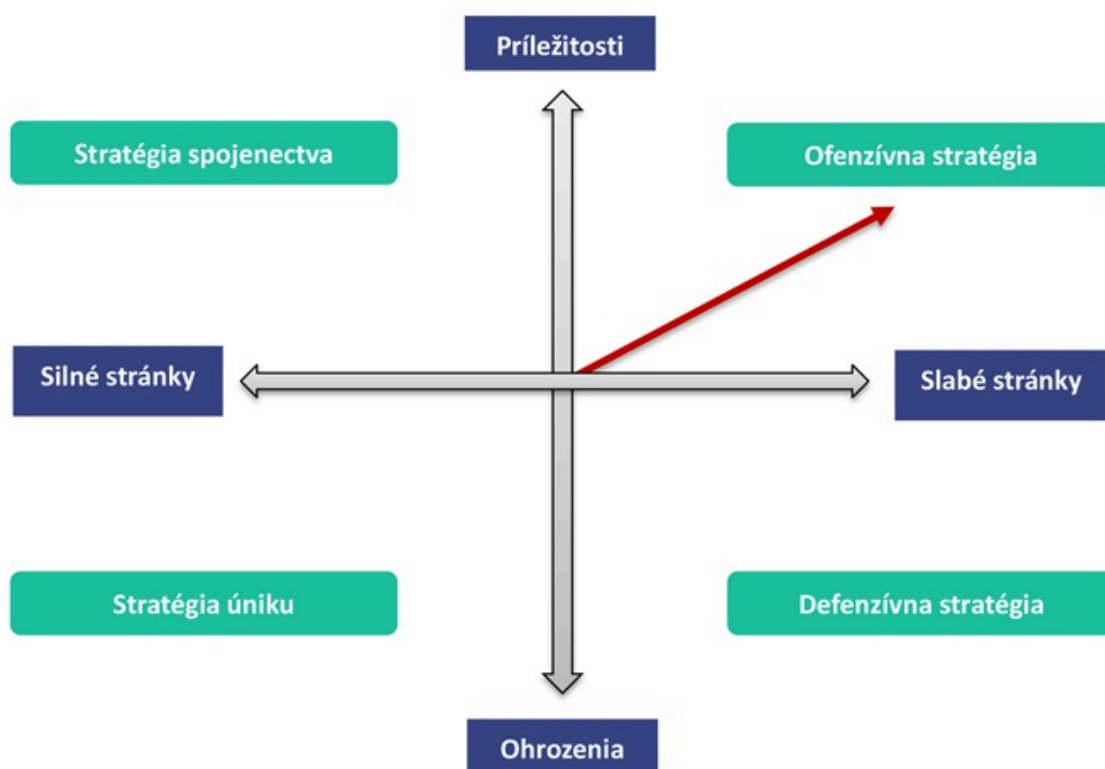 Príležitosti
Stratégia spojenectva
Ofenzívna stratégia
Silné stránky
Slabé stránky
Stratégia úniku
Defenzívna stratégia
Ohrozenia